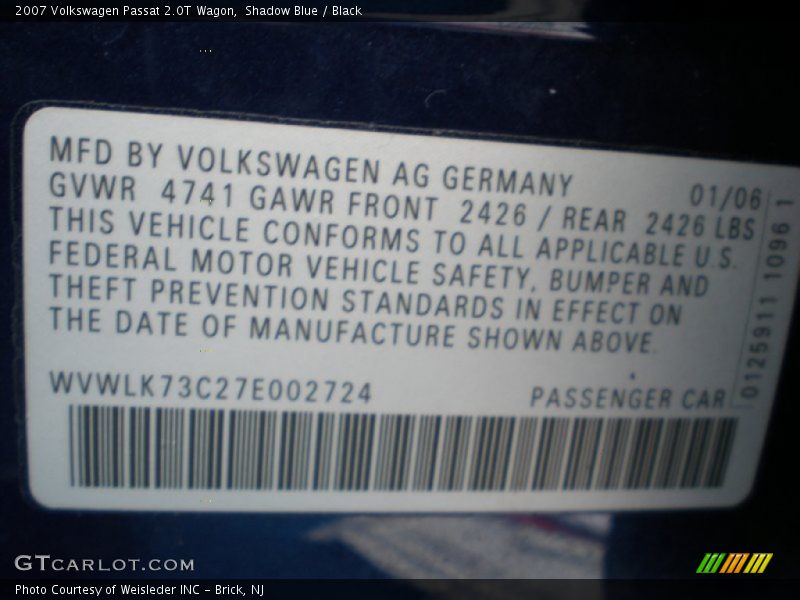 2007 Volkswagen Passat 2.0T Wagon,  Shadow Blue / Black
MFD BY VOLKSWAGEN AG GERMANY 01/06
GVWR 4741 GAWR FRONT 2426 / REAR 2426 LBS
THIS VEHICLE CONFORMS TO ALL APPLICABLE U.S.
FEDERAL MOTOR VEHICLE SAFETY, BUMPER AND
THEFT PREVENTION STANDARDS IN EFFECT ON
THE DATE OF MANUFACTURE SHOWN ABOVE.
WVWLK73C27E002724 PASSENGER CAR
0125911 1096 1
GTCARLOT.COM
Photo Courtesy of Weisleder INC - Brick, NJ